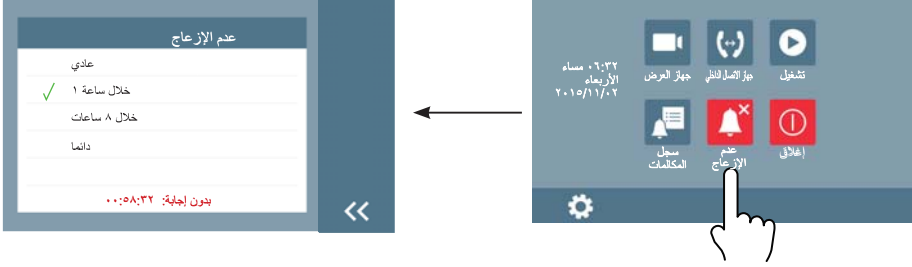 ٠٦:٣٢ مساء
الأربعاء
٢٠١٥/١١/٠٢
تشغيل
جهاز الاتصال الداخلي
جهاز العرض
إغلاق
عدم
الإزعاج
سجل
المكالمات
عدم الإزعاج
عادي
خلال ساعة ١
خلال ٨ ساعات
دائما
بدون إجابة: ٠٠:٥٨:٣٢